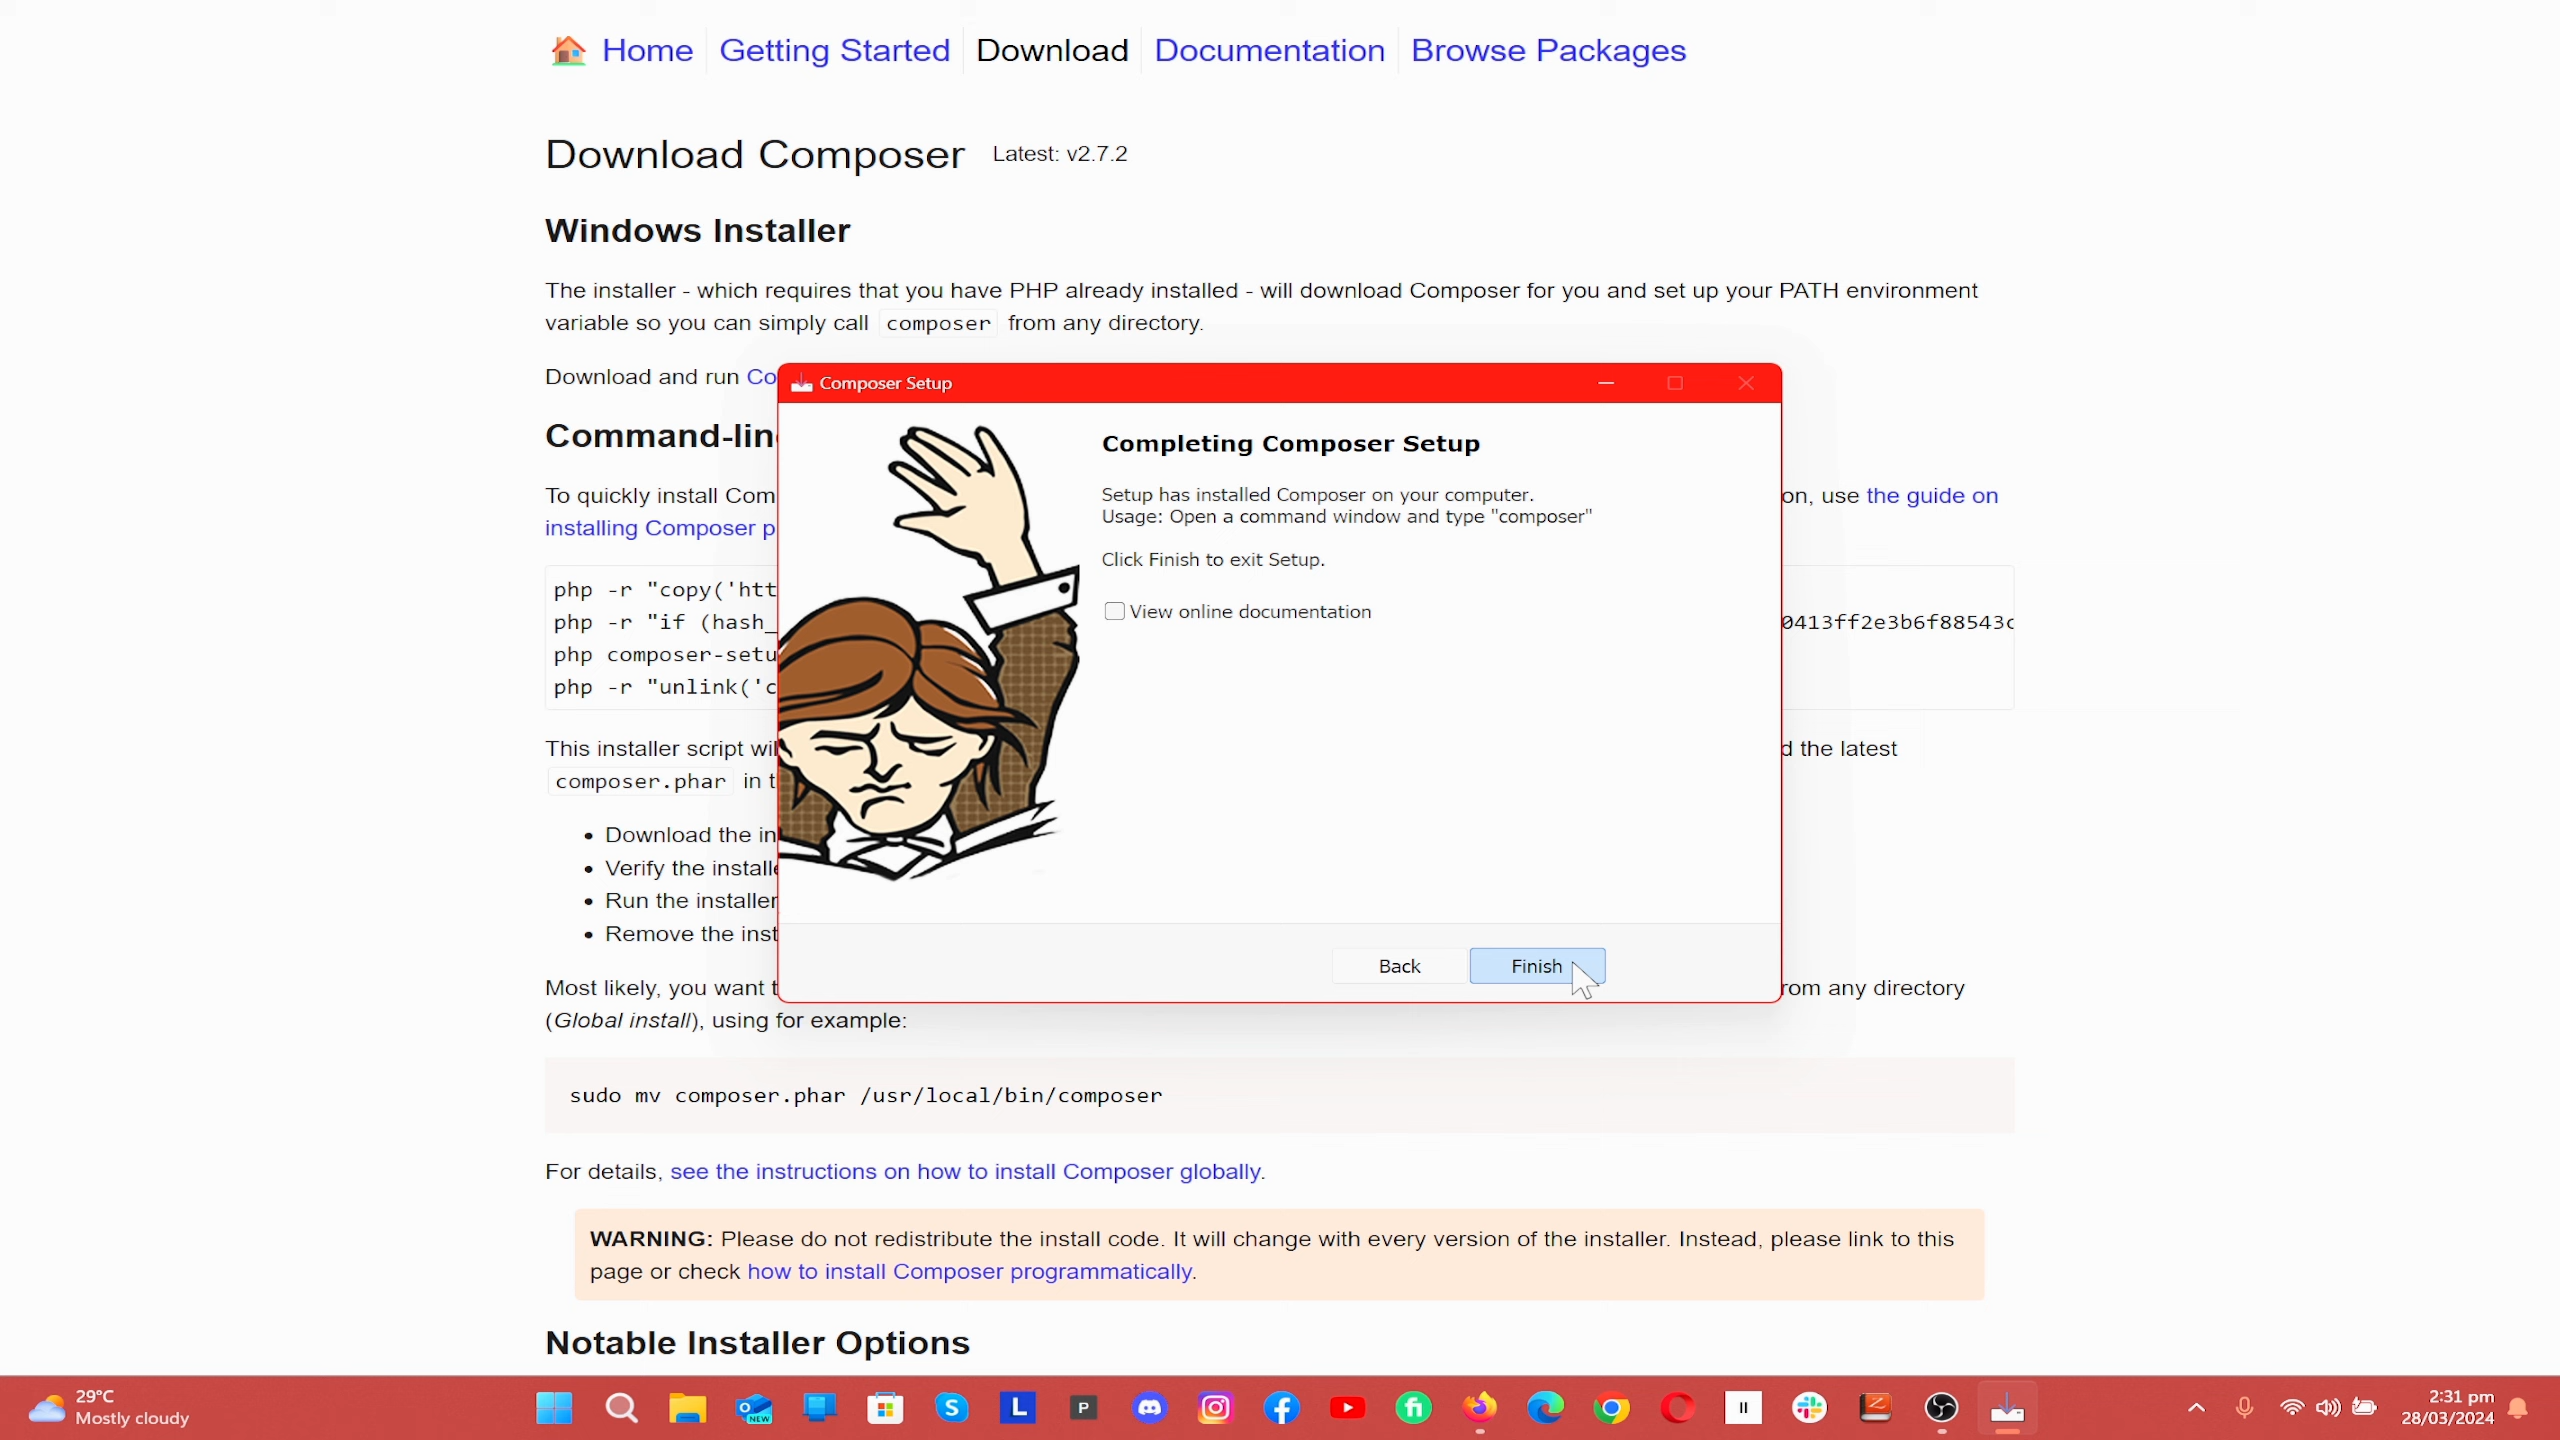 Home Getting Started Download Documentation Browse Packages
Download Composer Latest: v2.7.2
Windows Installer
The installer - which requires that you have PHP already installed - will download Composer for you and set up your PATH environment
variable so you can simply call composer from any directory.
Download and run Co
Command-lin
To quickly install Com
on, use the guide on
installing Composer p
php -r "copy('htt
php -r "if (hash_
0413ff2e3b6f88543c
php composer-setu
php -r "unlink('c
This installer script wil
d the latest
composer.phar in t
Download the in
Verify the installe
Run the installer
Remove the inst
Most likely, you want t
rom any directory
(Global install), using for example:
sudo mv composer.phar /usr/local/bin/composer
For details, see the instructions on how to install Composer globally.
WARNING: Please do not redistribute the install code. It will change with every version of the installer. Instead, please link to this
page or check how to install Composer programmatically.
Notable Installer Options
Composer Setup
Completing Composer Setup
Setup has installed Composer on your computer.
Usage: Open a command window and type "composer"
Click Finish to exit Setup.
View online documentation
Back Finish
29°C
Mostly cloudy
NEW
S
L
P
fi
Z
2:31 pm
28/03/2024